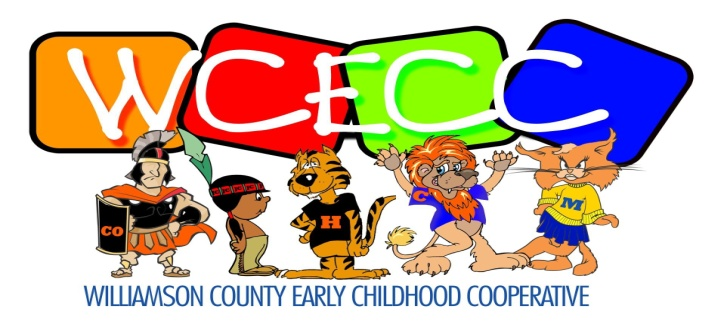 WCECC
CO
H
C
M
WILLIAMSON COUNTY EARLY CHILDHOOD COOPERATIVE